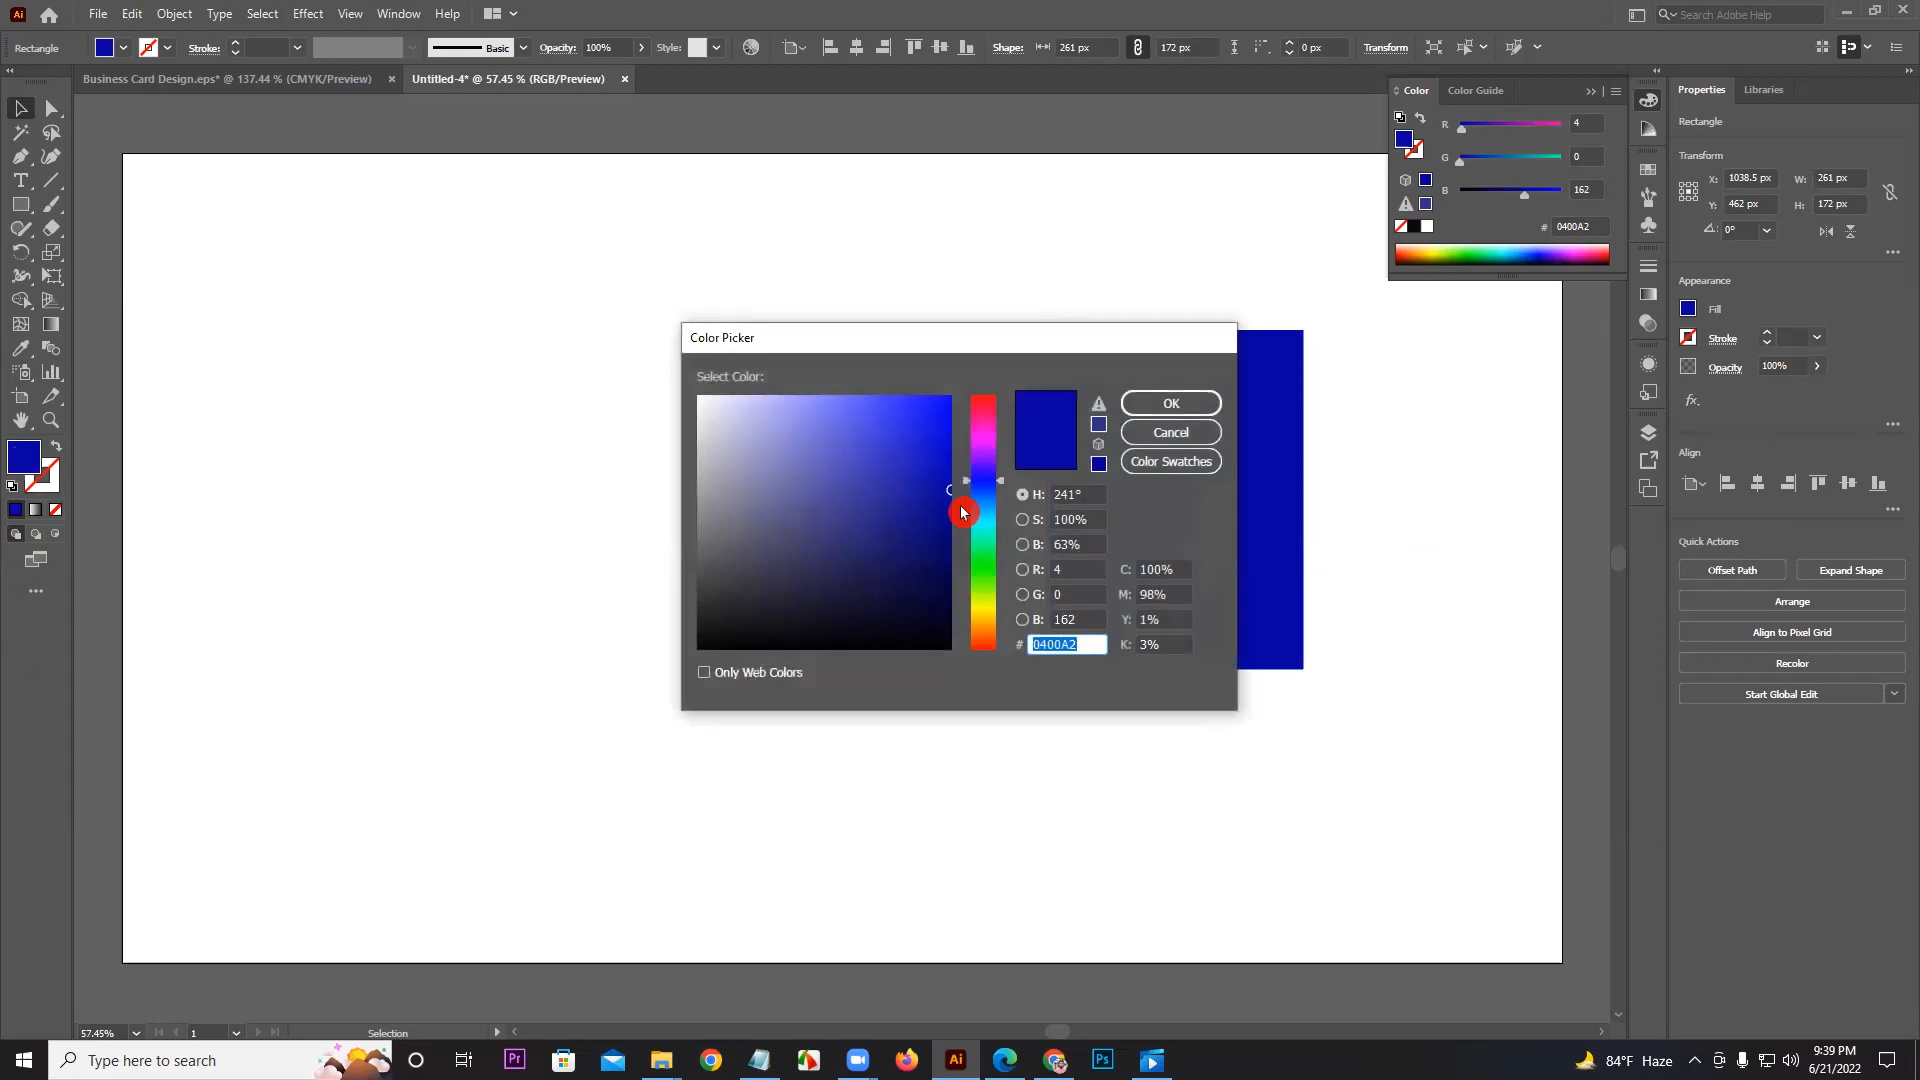 Ai File Edit Object Type Select Effect View Window Help Search Adobe Help
Rectangle Stroke: Basic Opacity: 100% Style: Shape: 261 px 172 px 0 px Transform
Business Card Design.eps* @ 137.44 % (CMYK/Preview) × Untitled-4* @ 57.45 % (RGB/Preview) ×
Color Color Guide
R 4
G 0
B 162
# 0400A2
Properties Libraries
Rectangle
Transform
X: 1038.5 px W: 261 px
Y: 462 px H: 172 px
0°
Appearance
Fill
Stroke
Opacity 100%
fx.
Align
Quick Actions
Offset Path Expand Shape
Arrange
Align to Pixel Grid
Recolor
Start Global Edit
Color Picker
Select Color:
OK
Cancel
Color Swatches
H: 241°
S: 100%
B: 63%
R: 4 C: 100%
G: 0 M: 98%
B: 162 Y: 1%
# 0400A2 K: 3%
Only Web Colors
57.45% 1 Selection
Type here to search Pr Ai Ps 84°F Haze 9:39 PM
6/21/2022